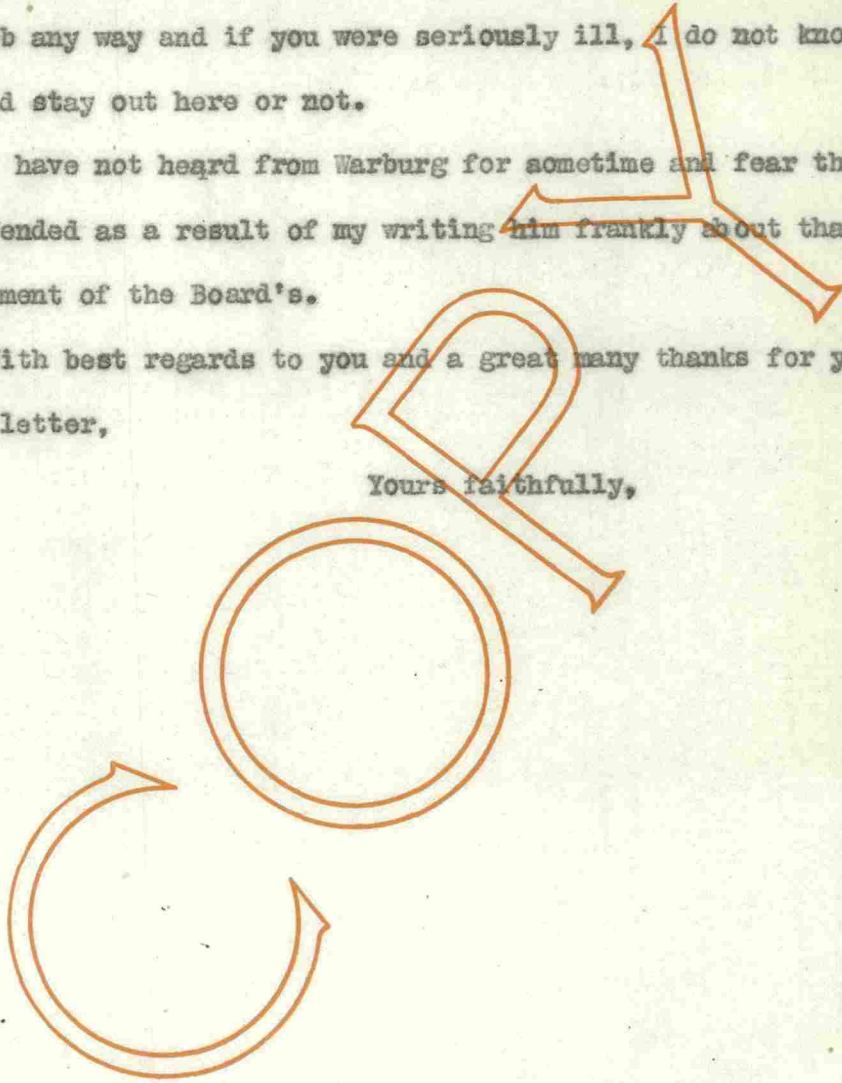 b any way and if you were seriously ill, I do not kno
d stay out here or not.
have not heard from Warburg for sometime and fear th
ended as a result of my writing him frankly about tha
ment of the Board's.
ith best regards to you and a great many thanks for y
letter,
Yours faithfully,
COPY